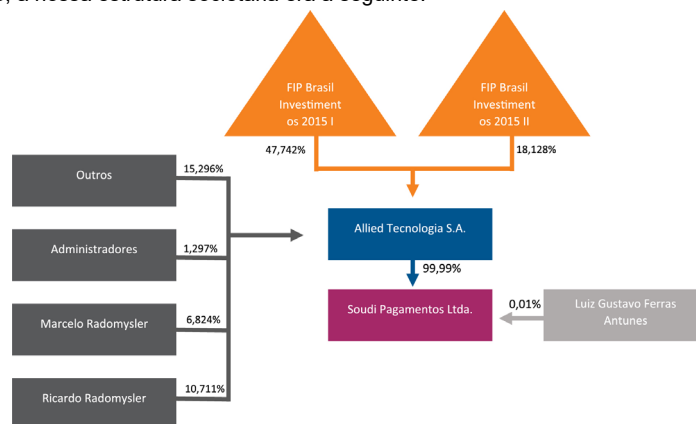 a nossa estrutura societária era a seguinte:
FIP Brasil
Investiment
os 2015 I
FIP Brasil
Investiment
os 2015 II
47,742%
18,128%
Outros
15,296%
Administradores
1,297%
Marcelo Radomysler
6,824%
Ricardo Radomysler
10,711%
Allied Tecnologia S.A.
99,99%
Soudi Pagamentos Ltda.
0,01%
Luiz Gustavo Ferras
Antunes